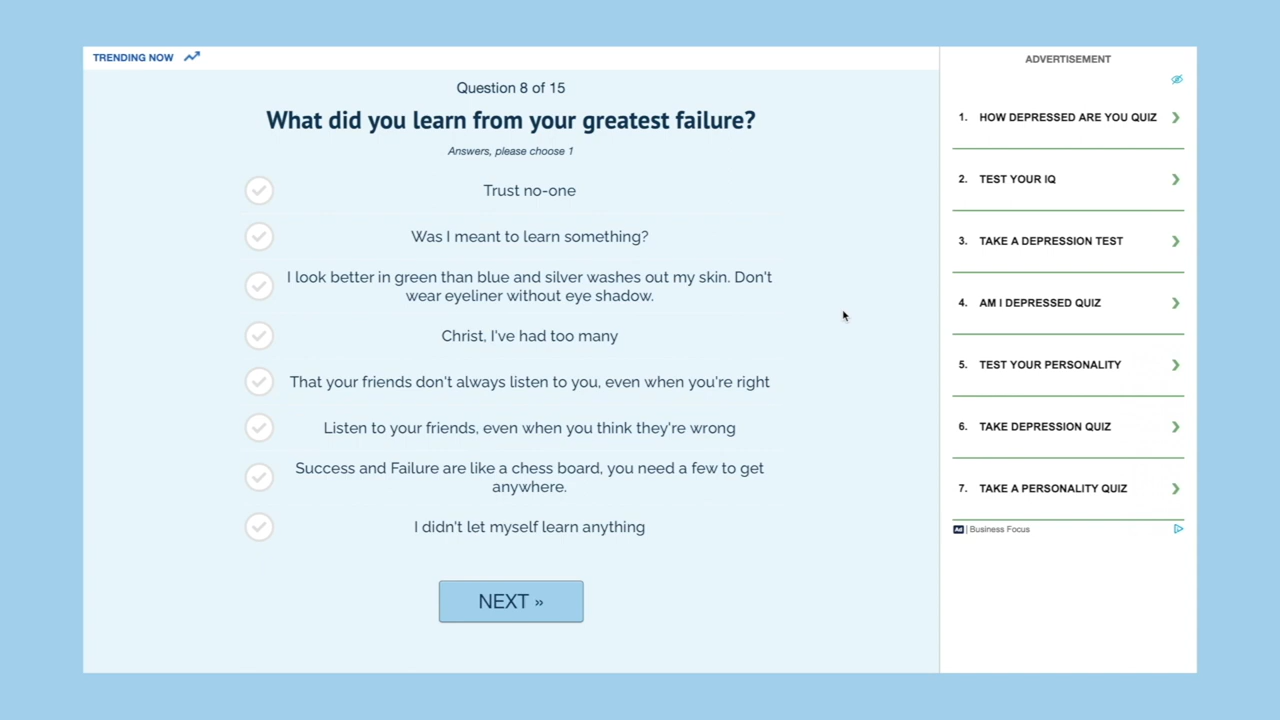 TRENDING NOW
Question 8 of 15
What did you learn from your greatest failure?
Answers, please choose 1
Trust no-one
Was I meant to learn something?
I look better in green than blue and silver washes out my skin. Don't
wear eyeliner without eye shadow.
Christ, I've had too many
That your friends don't always listen to you, even when you're right
Listen to your friends, even when you think they're wrong
Success and Failure are like a chess board, you need a few to get
anywhere.
I didn't let myself learn anything
NEXT »
ADVERTISEMENT
1. HOW DEPRESSED ARE YOU QUIZ
2. TEST YOUR IQ
3. TAKE A DEPRESSION TEST
4. AM I DEPRESSED QUIZ
5. TEST YOUR PERSONALITY
6. TAKE DEPRESSION QUIZ
7. TAKE A PERSONALITY QUIZ
Ad | Business Focus